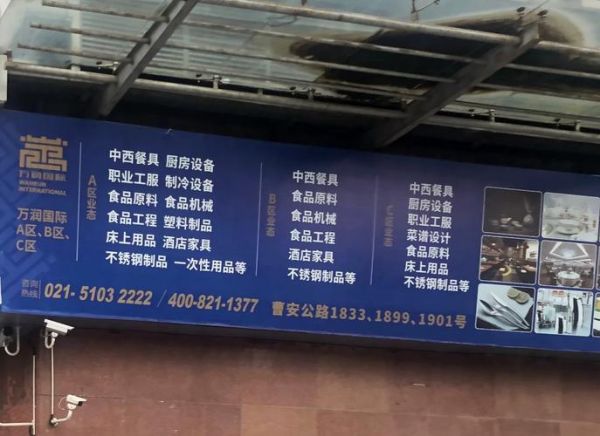 万润国际
WANRUN
INTERNATIONAL
万润国际
A区、B区、
C区
A区业态
中西餐具 厨房设备
职业工服 制冷设备
食品原料 食品机械
食品工程 塑料制品
床上用品 酒店家具
不锈钢制品 一次性用品等
B区业态
中西餐具
食品原料
食品机械
食品工程
酒店家具
不锈钢制品等
C区业态
中西餐具
厨房设备
职业工服
菜谱设计
食品原料
床上用品
不锈钢制品等
咨询
热线
021-5103 2222 / 400-821-1377
曹安公路1833、1899、1901号